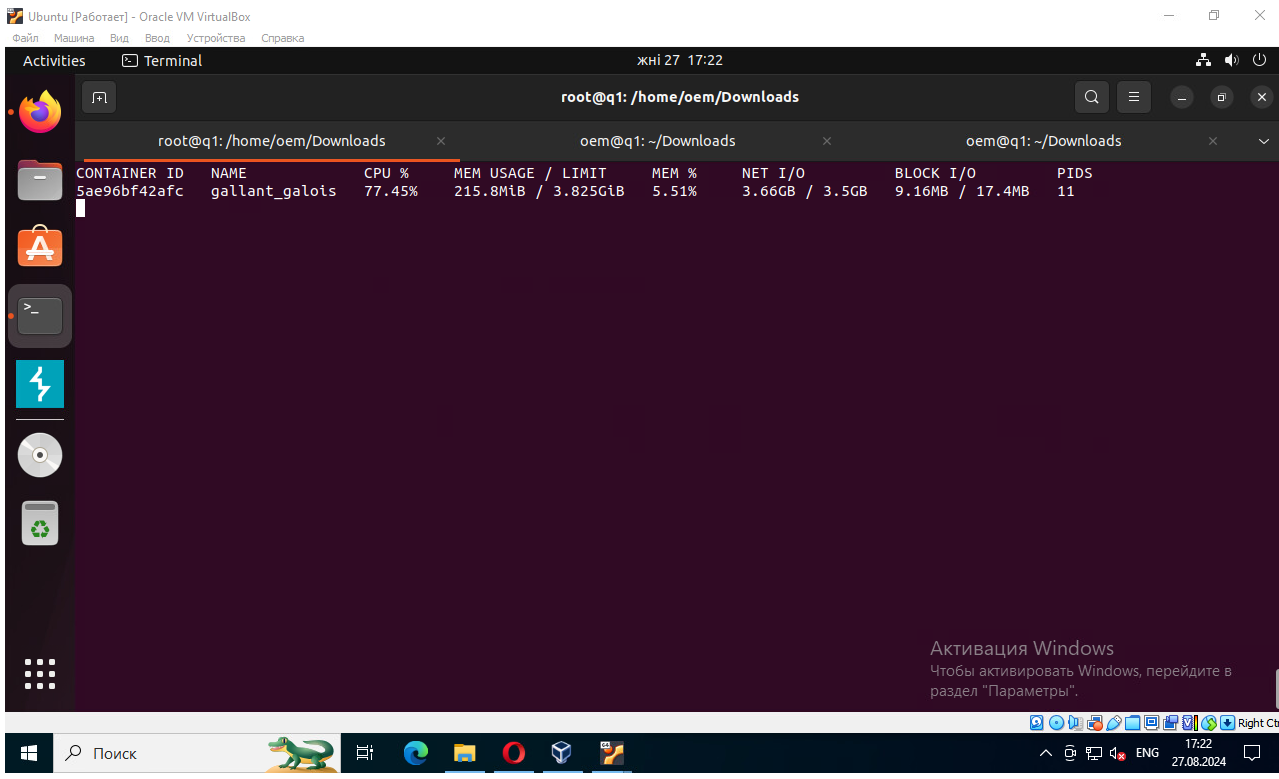 Ubuntu [Работает] - Oracle VM VirtualBox
Файл Машина Вид Ввод Устройства Справка
Activities Terminal жні 27 17:22
root@q1: /home/oem/Downloads
root@q1: /home/oem/Downloads oem@q1: ~/Downloads oem@q1: ~/Downloads
CONTAINER ID NAME CPU % MEM USAGE / LIMIT MEM % NET I/O BLOCK I/O PIDS
5ae96bf42afc gallant_galois 77.45% 215.8MiB / 3.825GiB 5.51% 3.66GB / 3.5GB 9.16MB / 17.4MB 11
Активация Windows
Чтобы активировать Windows, перейдите в
раздел "Параметры".
Right Ct
Поиск
ENG
17:22
27.08.2024